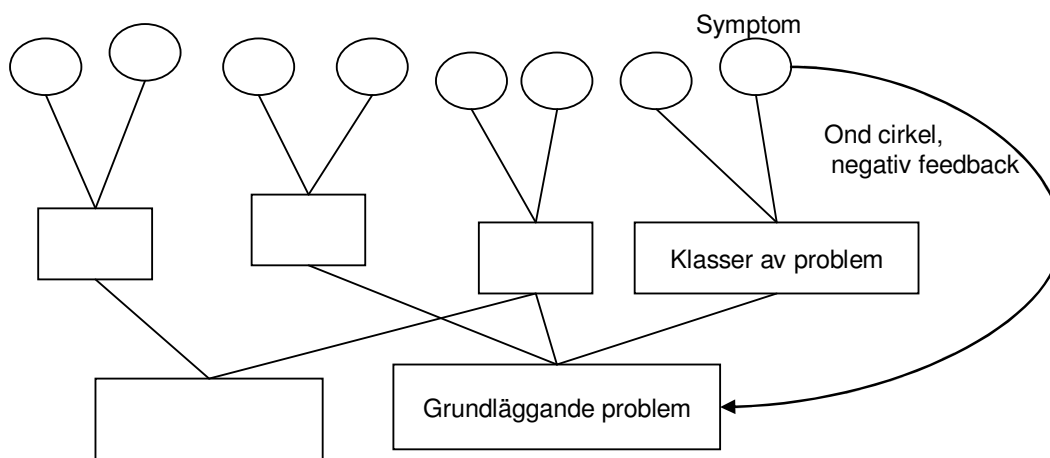 Symptom
Ond cirkel,
negativ feedback
Klasser av problem
Grundläggande problem